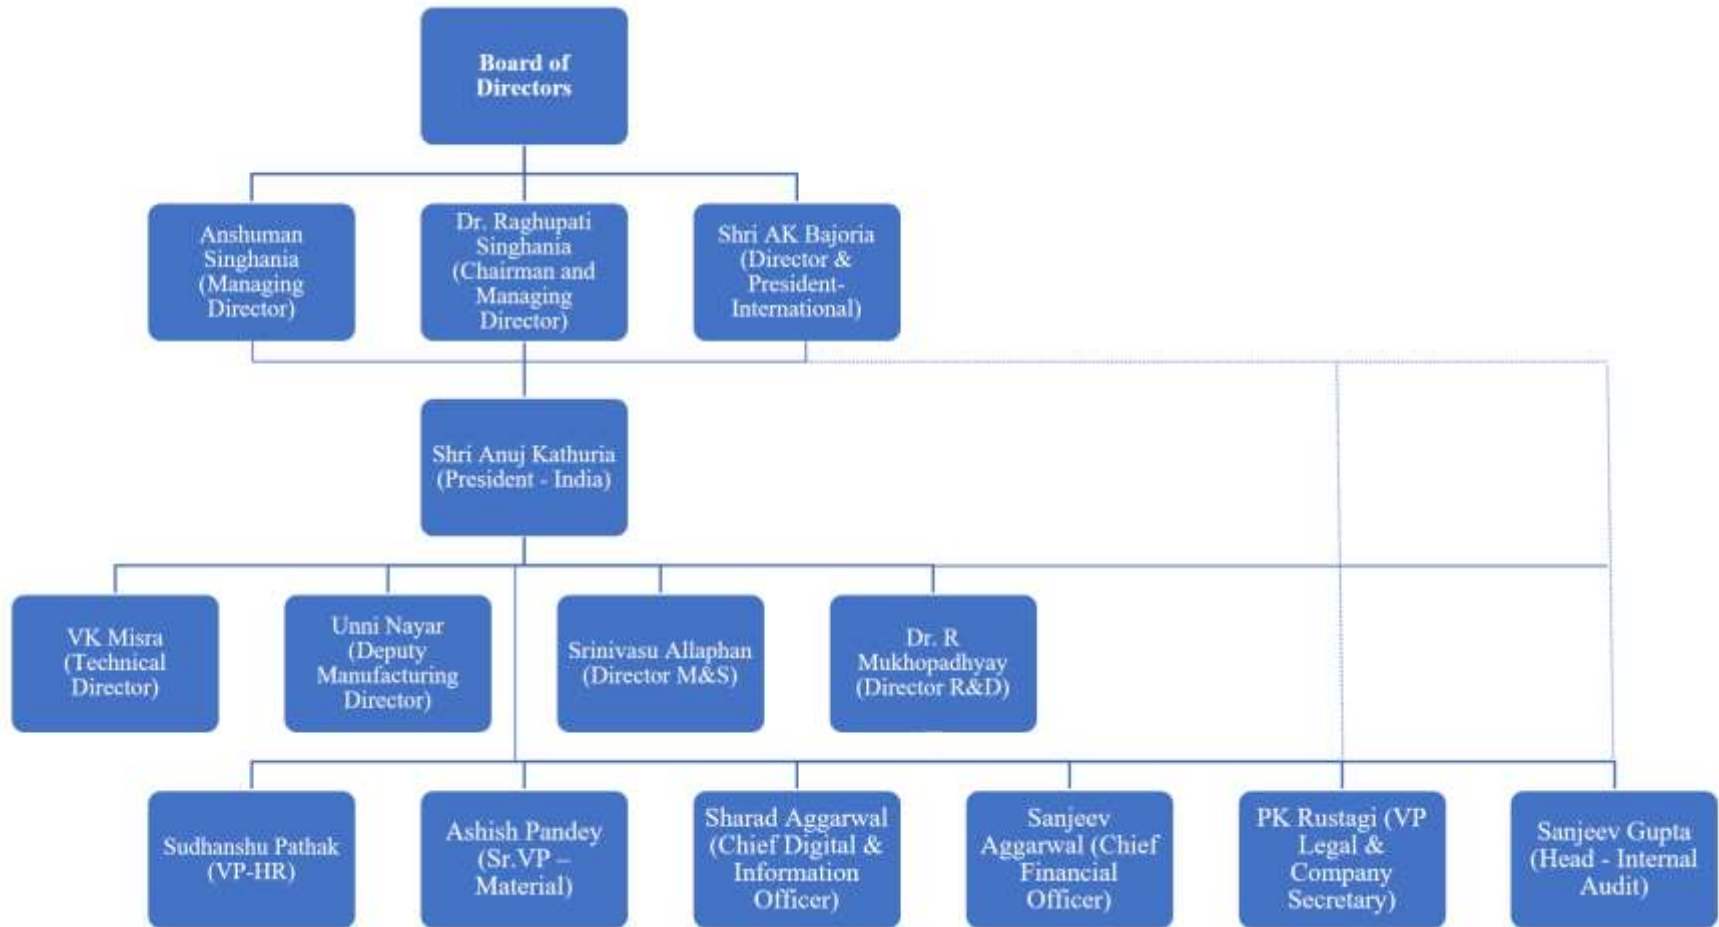 Board of
Directors
Anshuman
Singhania
(Managing
Director)
Dr. Raghupati
Singhania
(Chairman and
Managing
Director)
Shri AK Bajoria
(Director &
President-
International)
Shri Anuj Kathuria
(President - India)
VK Misra
(Technical
Director)
Unni Nayar
(Deputy
Manufacturing
Director)
Srinivasu Allaphan
(Director M&S)
Dr. R
Mukhopadhyay
(Director R&D)
Sudhanshu Pathak
(VP-HR)
Ashish Pandey
(Sr.VP –
Material)
Sharad Aggarwal
(Chief Digital &
Information
Officer)
Sanjeev
Aggarwal (Chief
Financial
Officer)
PK Rustagi (VP
Legal &
Company
Secretary)
Sanjeev Gupta
(Head - Internal
Audit)